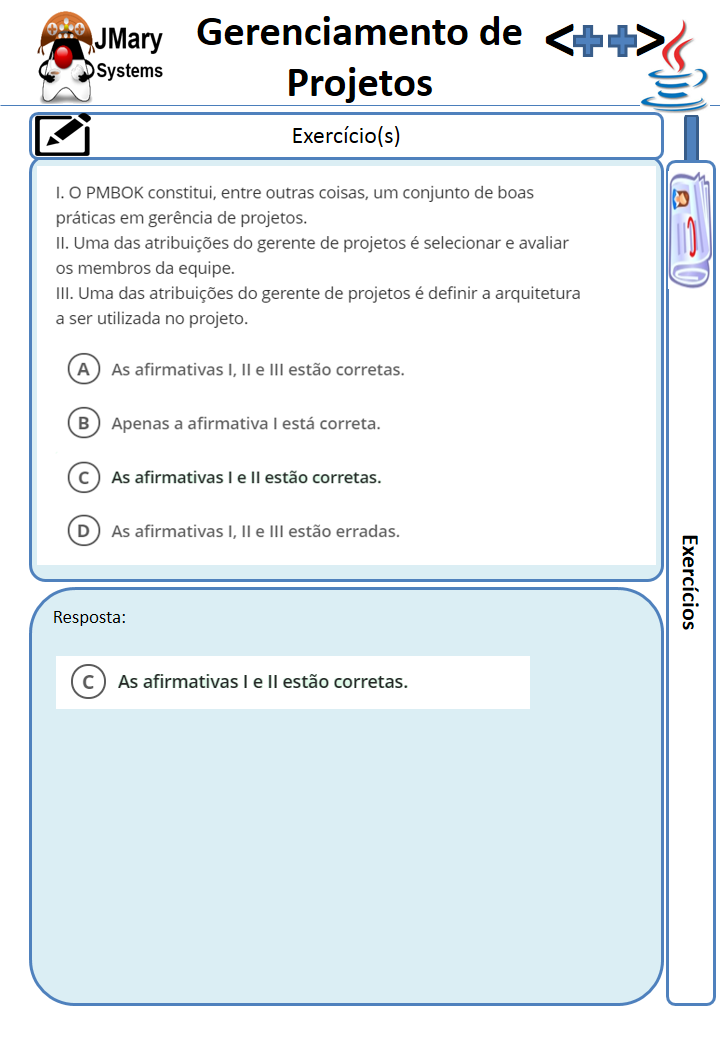 JMary
Systems
Gerenciamento de
Projetos
<++>
Exercício(s)
I. O PMBOK constitui, entre outras coisas, um conjunto de boas
práticas em gerência de projetos.
II. Uma das atribuições do gerente de projetos é selecionar e avaliar
os membros da equipe.
III. Uma das atribuições do gerente de projetos é definir a arquitetura
a ser utilizada no projeto.
A As afirmativas I, II e III estão corretas.
B Apenas a afirmativa I está correta.
C As afirmativas I e II estão corretas.
D As afirmativas I, II e III estão erradas.
Exercícios
Resposta:
C As afirmativas I e II estão corretas.